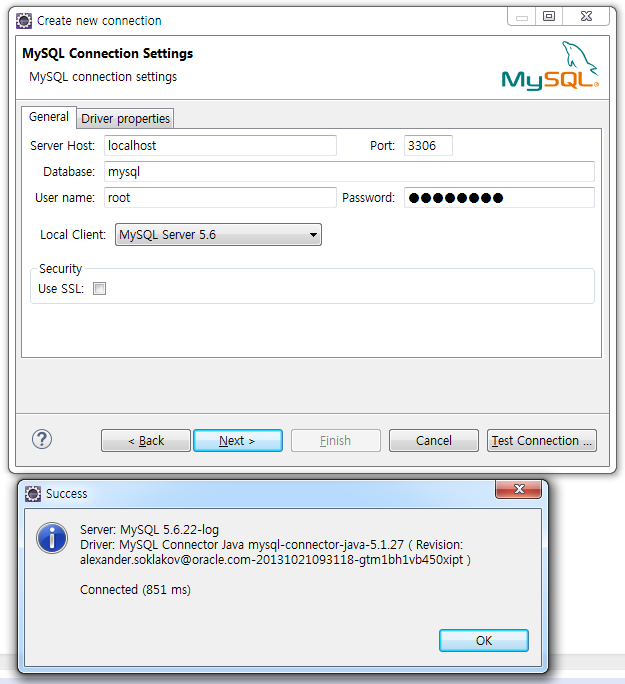 Create new connection
MySQL Connection Settings
MySQL connection settings
MySQL®
General Driver properties
Server Host: localhost Port: 3306
Database: mysql
User name: root Password: ●●●●●●●●
Local Client: MySQL Server 5.6
Security
Use SSL:
? < Back Next > Finish Cancel Test Connection ...
Success
Server: MySQL 5.6.22-log
Driver: MySQL Connector Java mysql-connector-java-5.1.27 ( Revision:
alexander.soklakov@oracle.com-20131021093118-gtm1bh1vb450xipt )
Connected (851 ms)
OK